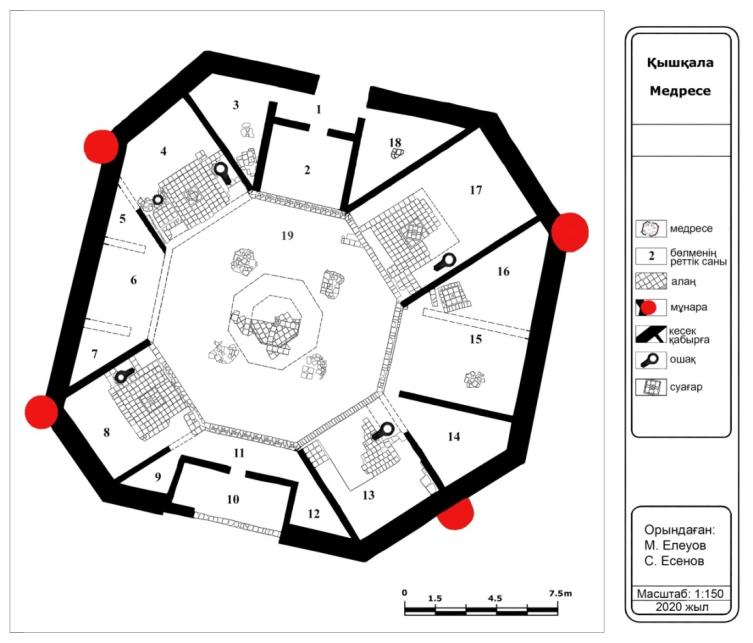 Қышқала
Медресе
медресе
2
бөлменің
реттік саны
алаң
мұнара
кесек
қабырға
ошақ
суағар
Орындаған:
М. Елеуов
С. Есенов
Масштаб: 1:150
2020 жыл
1
2
3
4
5
6
7
8
9
10
11
12
13
14
15
16
17
18
19
0
1.5
4.5
7.5m